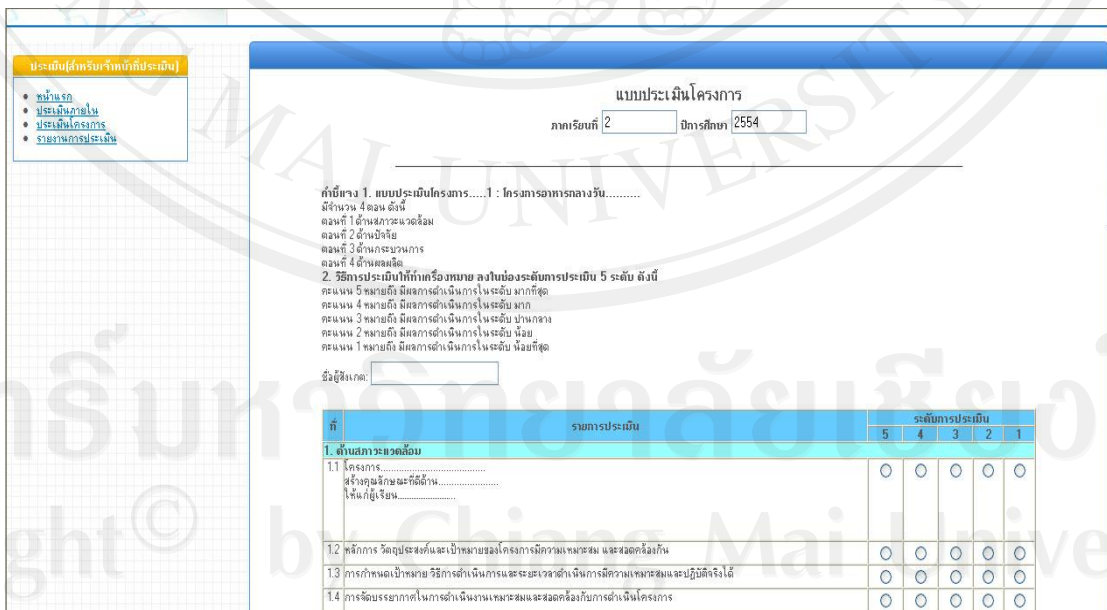 ประเมิน(สำหรับเจ้าหน้าที่ประเมิน)
หน้าแรก
ประเมินภายใน
ประเมินโครงการ
รายงานการประเมิน
แบบประเมินโครงการ
ภาคเรียนที่ 2 ปีการศึกษา 2554
คำชี้แจง 1. แบบประเมินโครงการ.....1 : โครงการอาหารกลางวัน..........
มีจำนวน 4 ตอน ดังนี้
ตอนที่ 1 ด้านสภาวะแวดล้อม
ตอนที่ 2 ด้านปัจจัย
ตอนที่ 3 ด้านกระบวนการ
ตอนที่ 4 ด้านผลผลิต
2. วิธีการประเมินให้ทำเครื่องหมาย ลงในช่องระดับการประเมิน 5 ระดับ ดังนี้
คะแนน 5 หมายถึง มีผลการดำเนินการในระดับ มากที่สุด
คะแนน 4 หมายถึง มีผลการดำเนินการในระดับ มาก
คะแนน 3 หมายถึง มีผลการดำเนินการในระดับ ปานกลาง
คะแนน 2 หมายถึง มีผลการดำเนินการในระดับ น้อย
คะแนน 1 หมายถึง มีผลการดำเนินการในระดับ น้อยที่สุด
ชื่อผู้สังเกต:
ที่ รายการประเมิน ระดับการประเมิน
5 4 3 2 1
1. ด้านสภาวะแวดล้อม
1.1 โครงการ.......................................
สร้างคุณลักษณะที่ดีด้าน.......................
ให้แก่ผู้เรียน.......................
1.2 หลักการ วัตถุประสงค์และเป้าหมายของโครงการมีความเหมาะสม และสอดคล้องกัน
1.3 การกำหนดเป้าหมาย วิธีการดำเนินการและระยะเวลาดำเนินการมีความเหมาะสมและปฏิบัติจริงได้
1.4 การจัดบรรยากาศในการดำเนินงานเหมาะสมและสอดคล้องกับการดำเนินโครงการ
MAI UNIVERSITY
มหาวิทยาลัยเชียง
ght © by Chiang Mai Unive